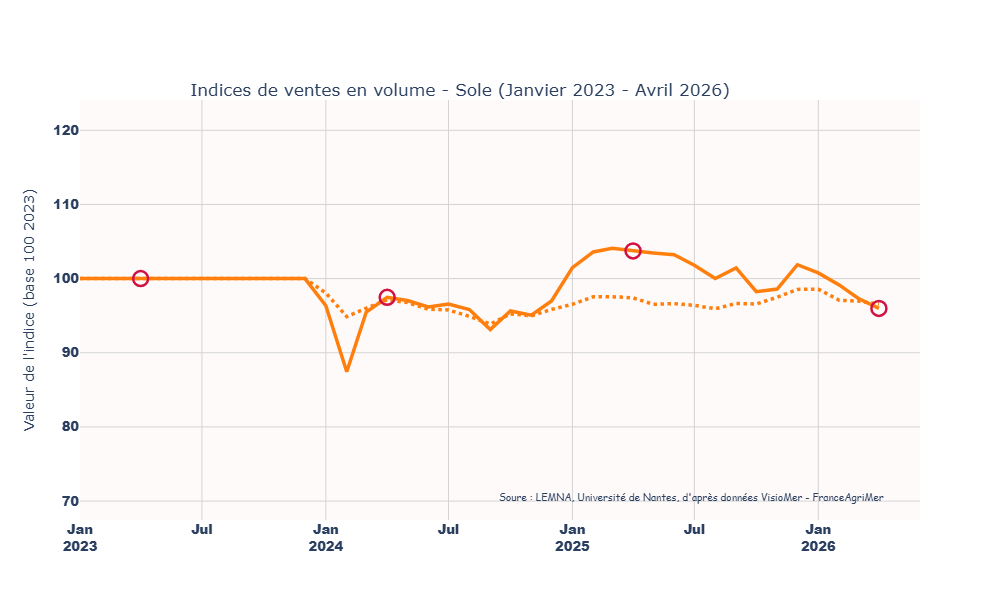 Indices de ventes en volume - Sole (Janvier 2023 - Avril 2026)
Valeur de l'indice (base 100 2023)
120
110
100
90
80
70
Soure : LEMNA, Université de Nantes, d'après données VisioMer - FranceAgriMer
Jan Jul Jan Jul Jan Jul Jan
2023 2024 2025 2026